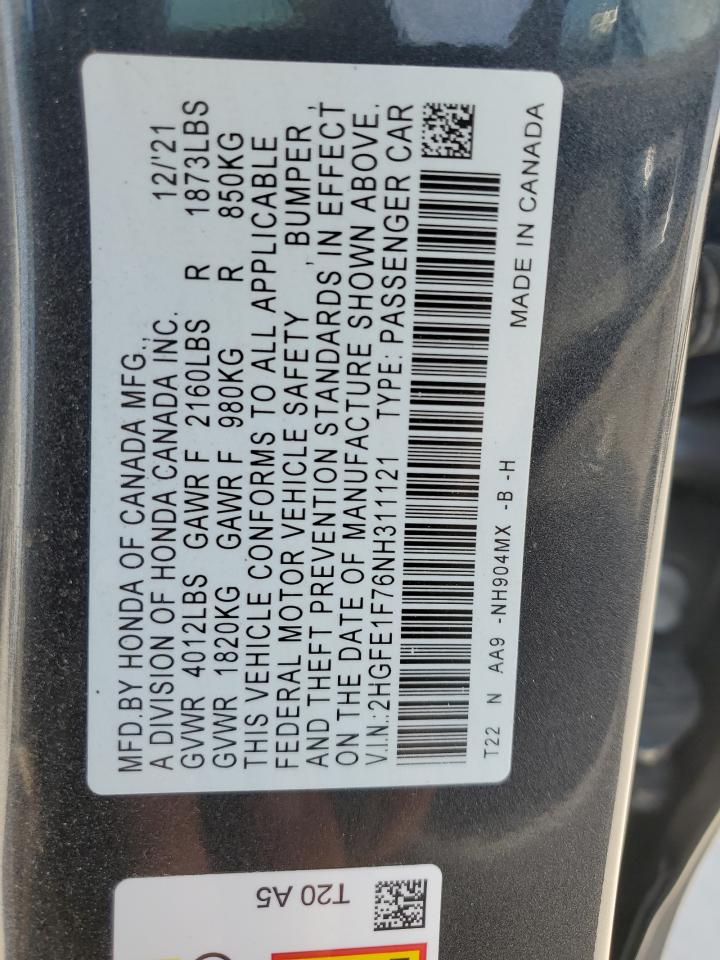 MFD.BY HONDA OF CANADA MFG., 12/'21
A DIVISION OF HONDA CANADA INC.
GVWR 4012LBS GAWR F 2160LBS R 1873LBS
GVWR 1820KG GAWR F 980KG R 850KG
THIS VEHICLE CONFORMS TO ALL APPLICABLE
FEDERAL MOTOR VEHICLE SAFETY , BUMPER ,
AND THEFT PREVENTION STANDARDS IN EFFECT
ON THE DATE OF MANUFACTURE SHOWN ABOVE.
V.I.N.:2HGFE1F76NH311121 TYPE: PASSENGER CAR
T22 N AA9 -NH904MX -B -H
MADE IN CANADA
T20 A5